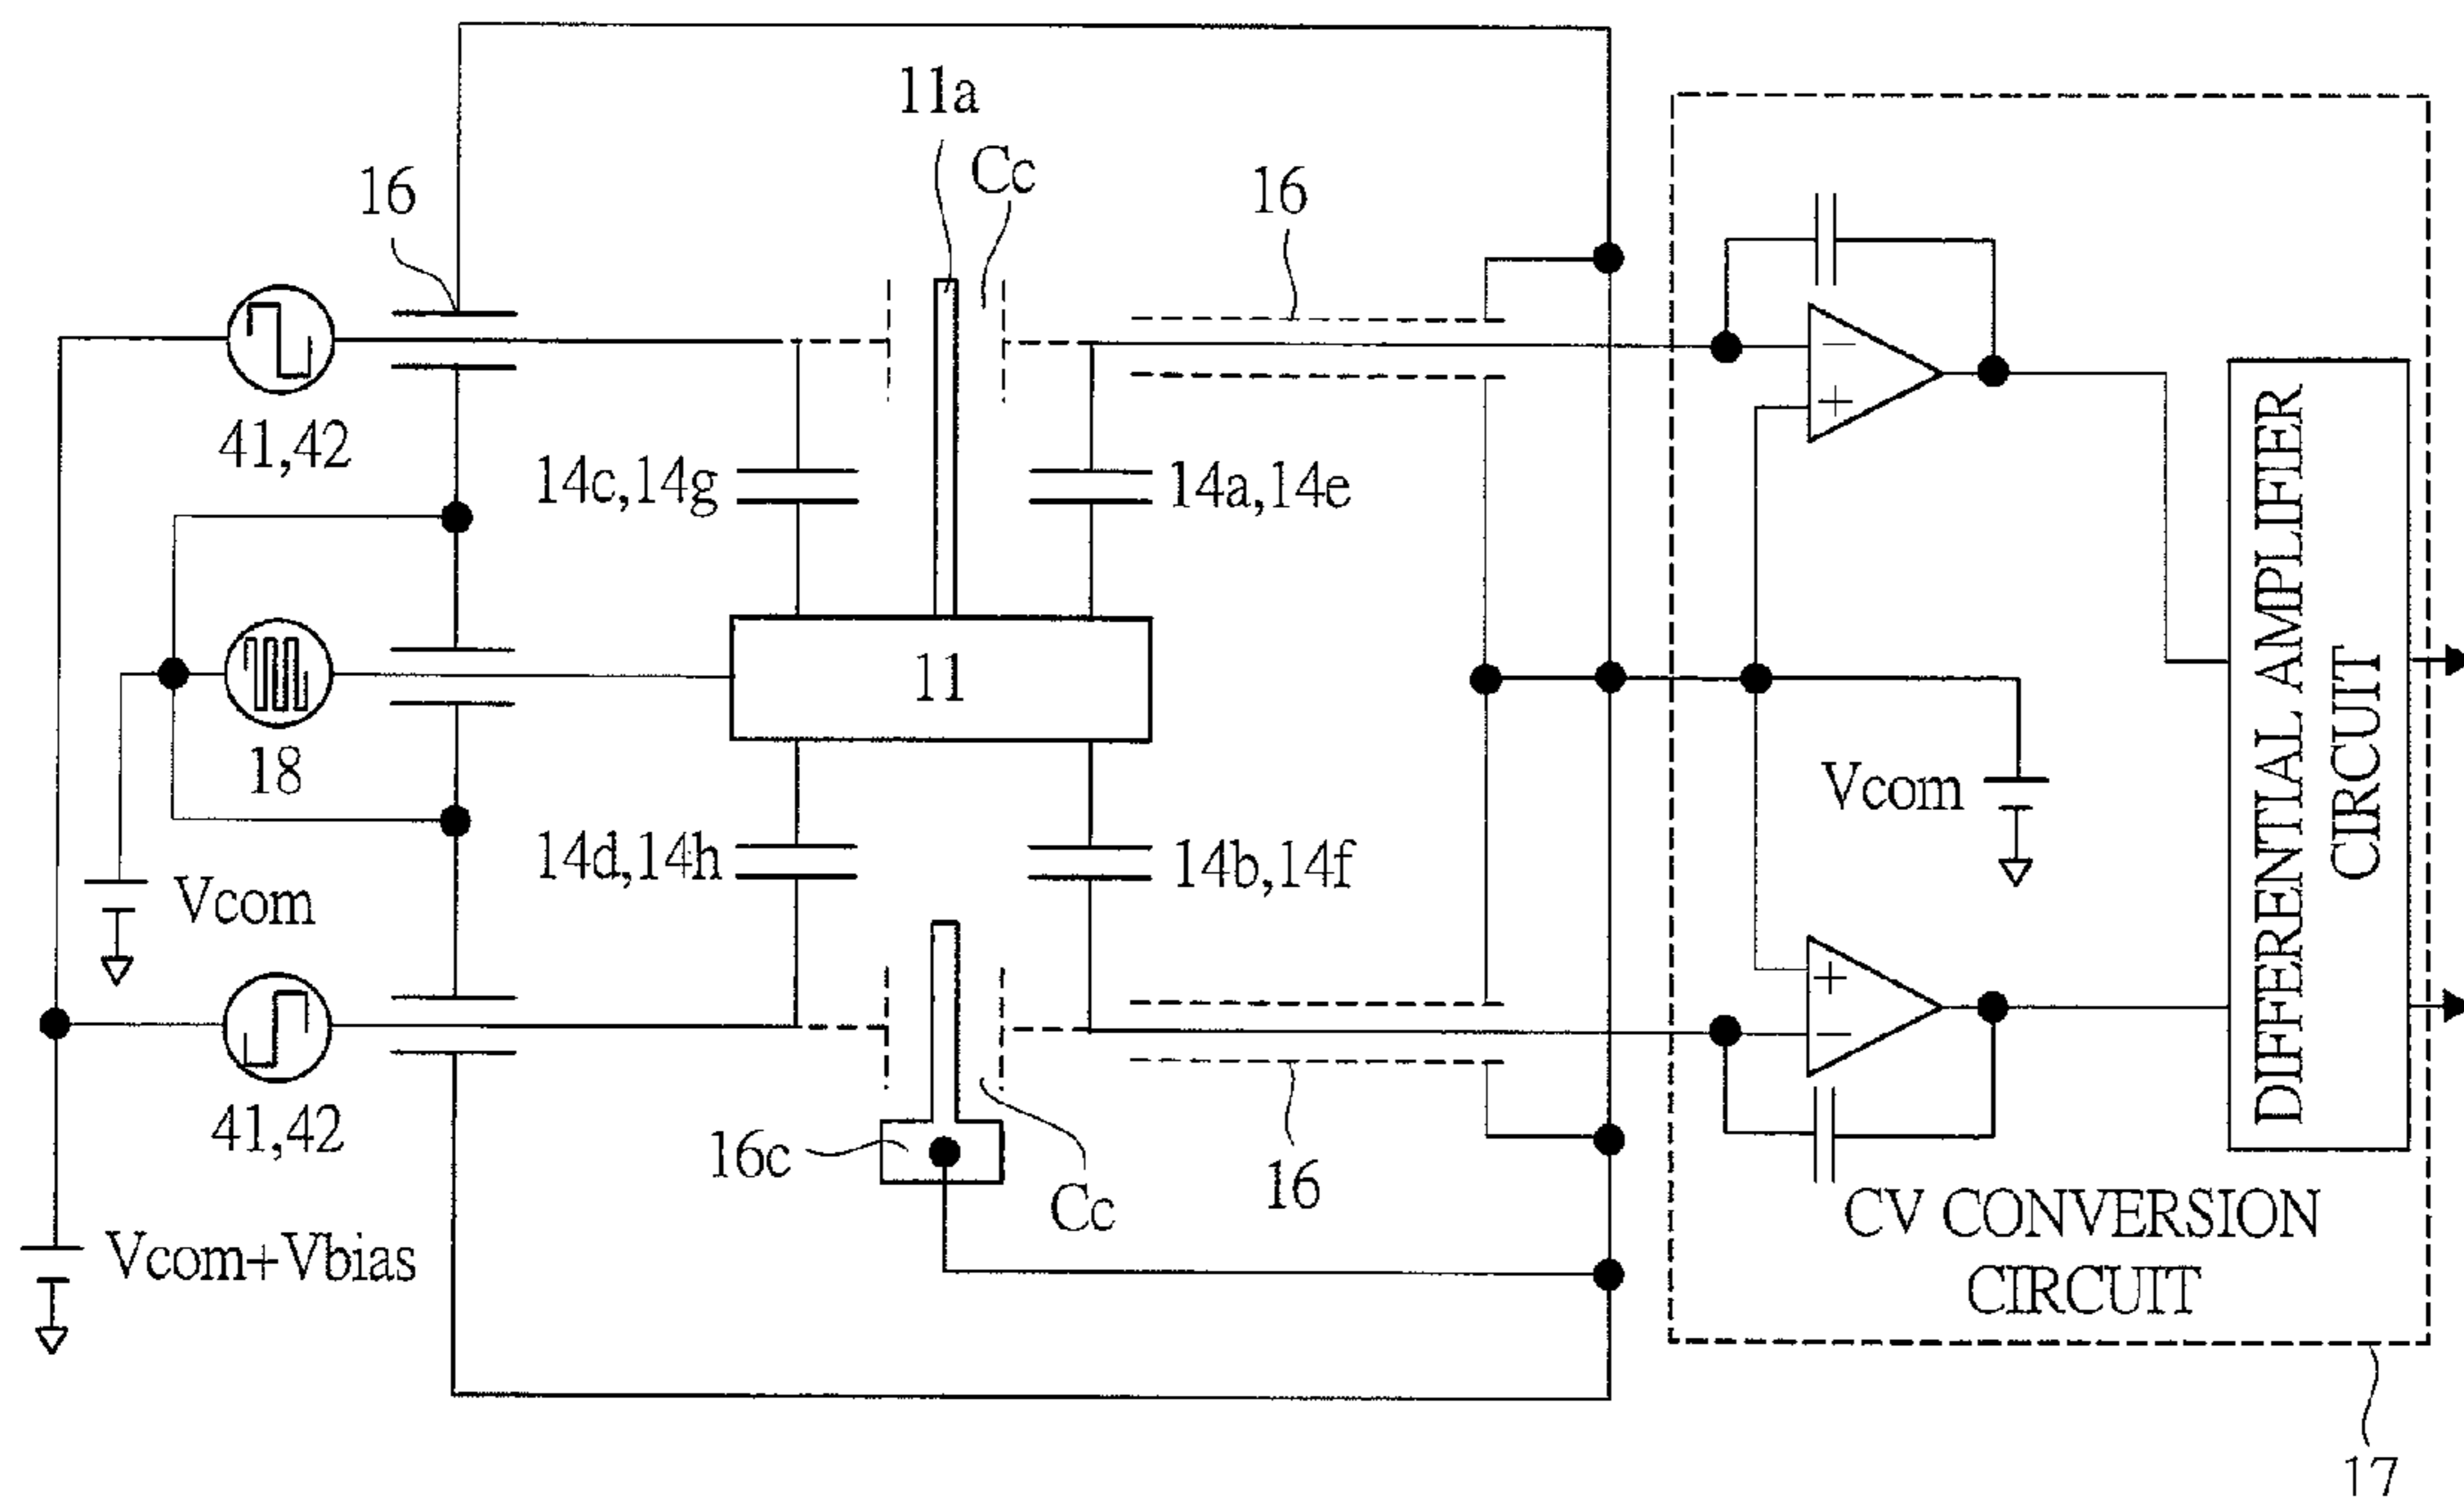 11a
Cc
16
16
41,42
14c,14g
14a,14e
−
+
11
18
Vcom
14d,14h
14b,14f
Vcom
+
−
41,42
16c
Cc
16
Vcom+Vbias
DIFFERENTIAL AMPLIFIER
CIRCUIT
CV CONVERSION
CIRCUIT
17